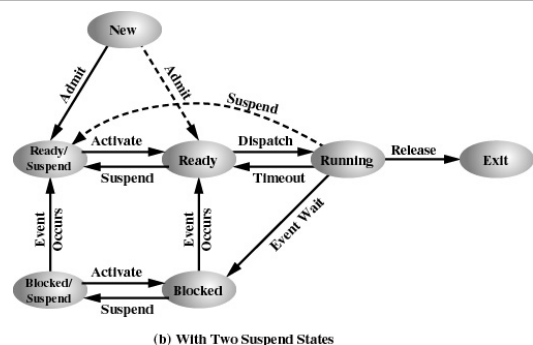 New
Admit
Admit
Suspend
Ready/
Suspend
Activate
Suspend
Ready
Dispatch
Timeout
Running
Release
Exit
Event
Occurs
Event
Occurs
Event Wait
Blocked/
Suspend
Activate
Suspend
Blocked
(b) With Two Suspend States